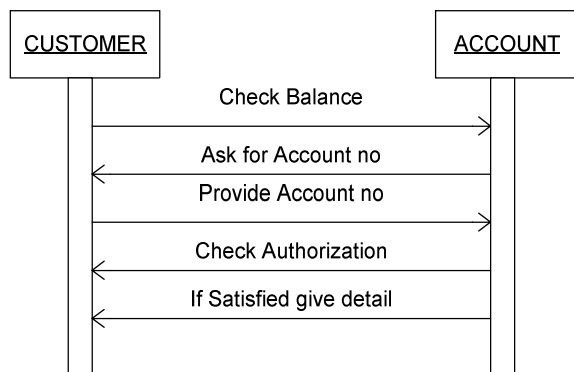 CUSTOMER
ACCOUNT
Check Balance
Ask for Account no
Provide Account no
Check Authorization
If Satisfied give detail